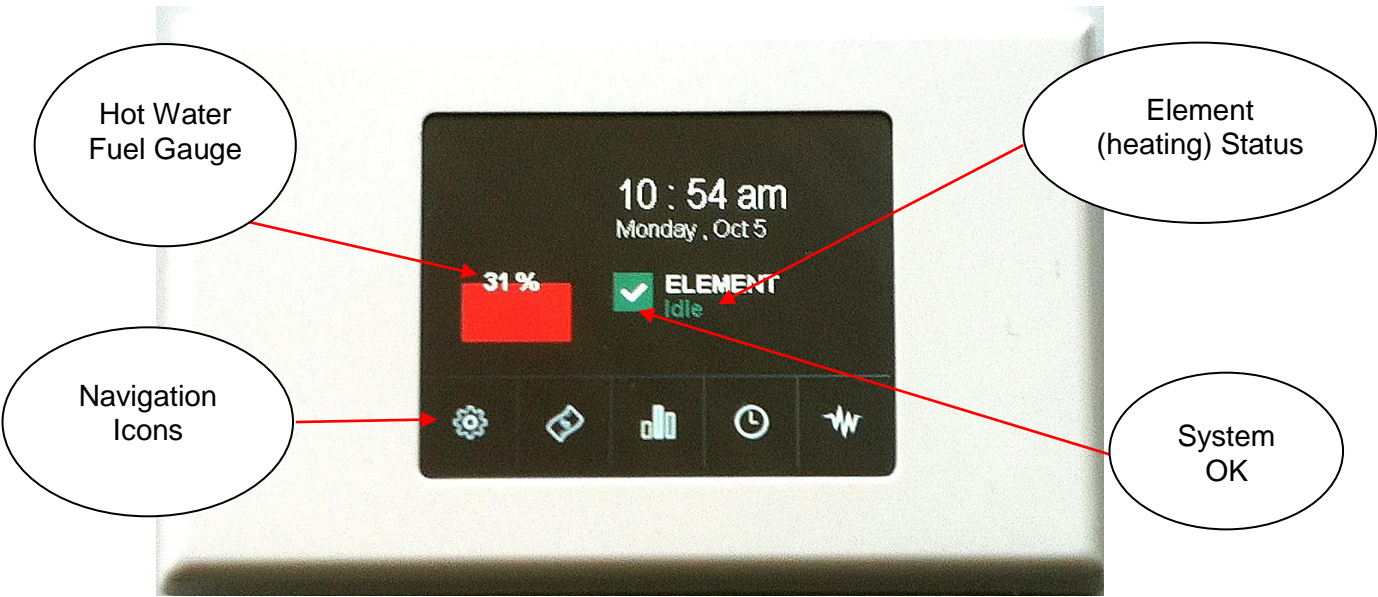 Hot Water
Fuel Gauge
Element
(heating) Status
10 : 54 am
Monday , Oct 5
31 %
ELEMENT
Idle
Navigation
Icons
System
OK